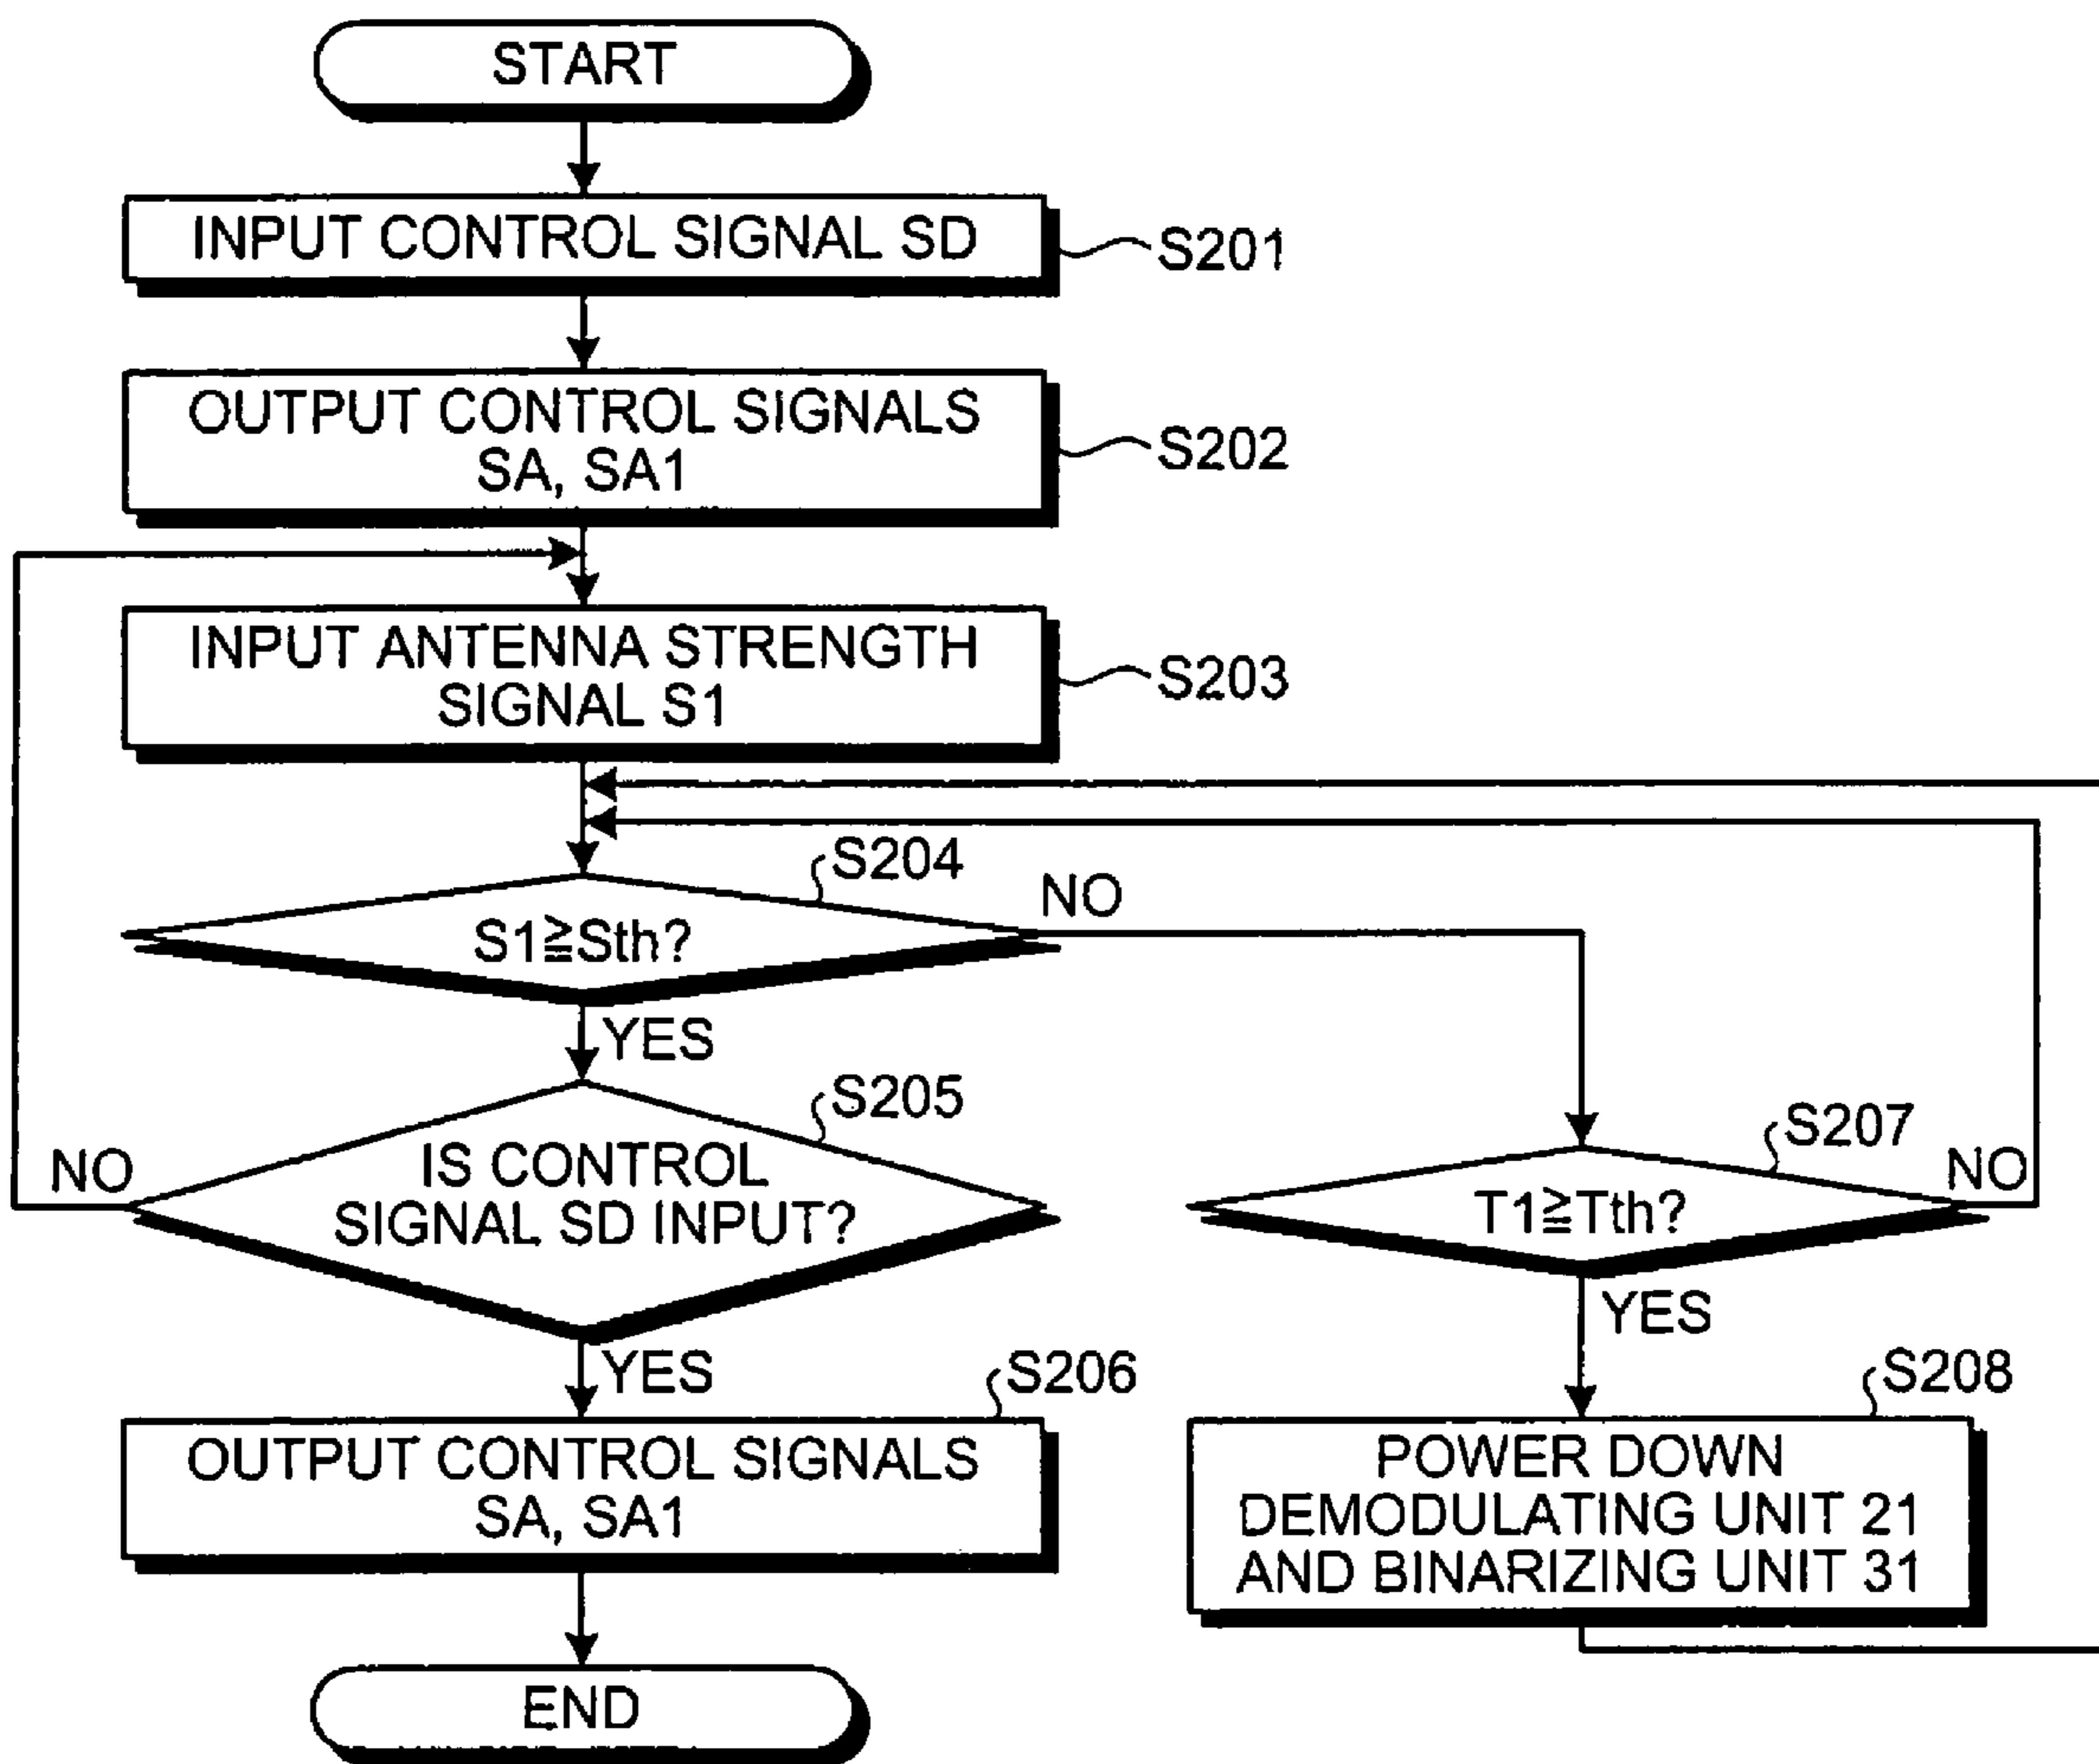 START
INPUT CONTROL SIGNAL SD
S201
OUTPUT CONTROL SIGNALS
SA, SA1
S202
INPUT ANTENNA STRENGTH
SIGNAL S1
S203
S204
NO
S1≧Sth?
YES
S205
IS CONTROL
SIGNAL SD INPUT?
NO
S207
NO
T1≧Tth?
YES
YES
S206
OUTPUT CONTROL SIGNALS
SA, SA1
S208
POWER DOWN
DEMODULATING UNIT 21
AND BINARIZING UNIT 31
END